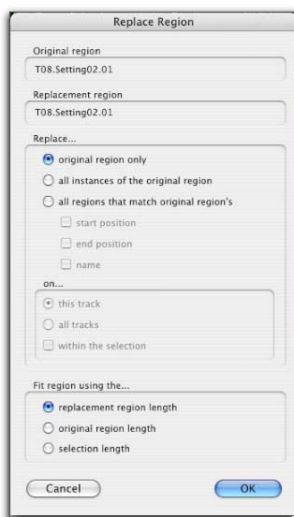 Replace Region
Original region
T08.Setting02.01
Replacement region
T08.Setting02.01
Replace...
original region only
all instances of the original region
all regions that match original region's
start position
end position
name
on...
this track
all tracks
within the selection
Fit region using the...
replacement region length
original region length
selection length
Cancel
OK